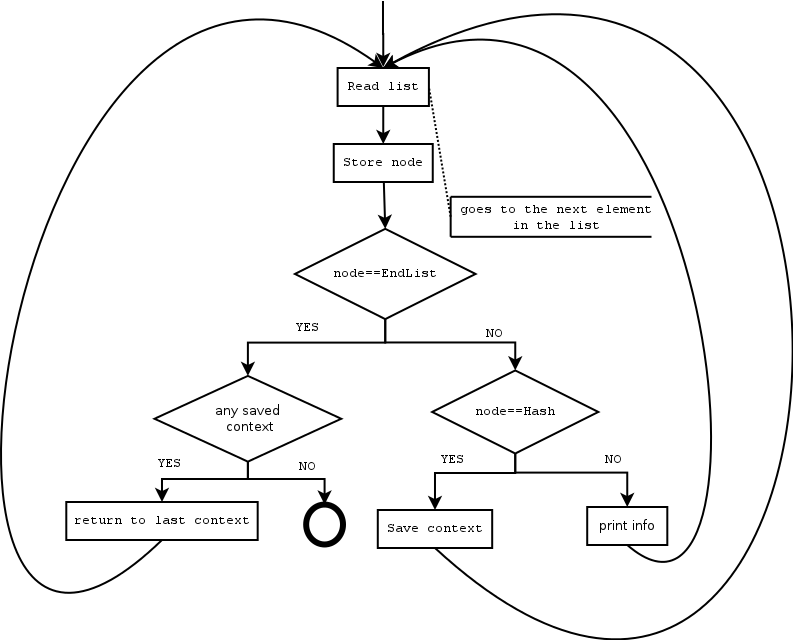 Read list
Store node
goes to the next element
in the list
node==EndList
YES
NO
any saved
context
node==Hash
YES
NO
YES
NO
return to last context
Save context
print info